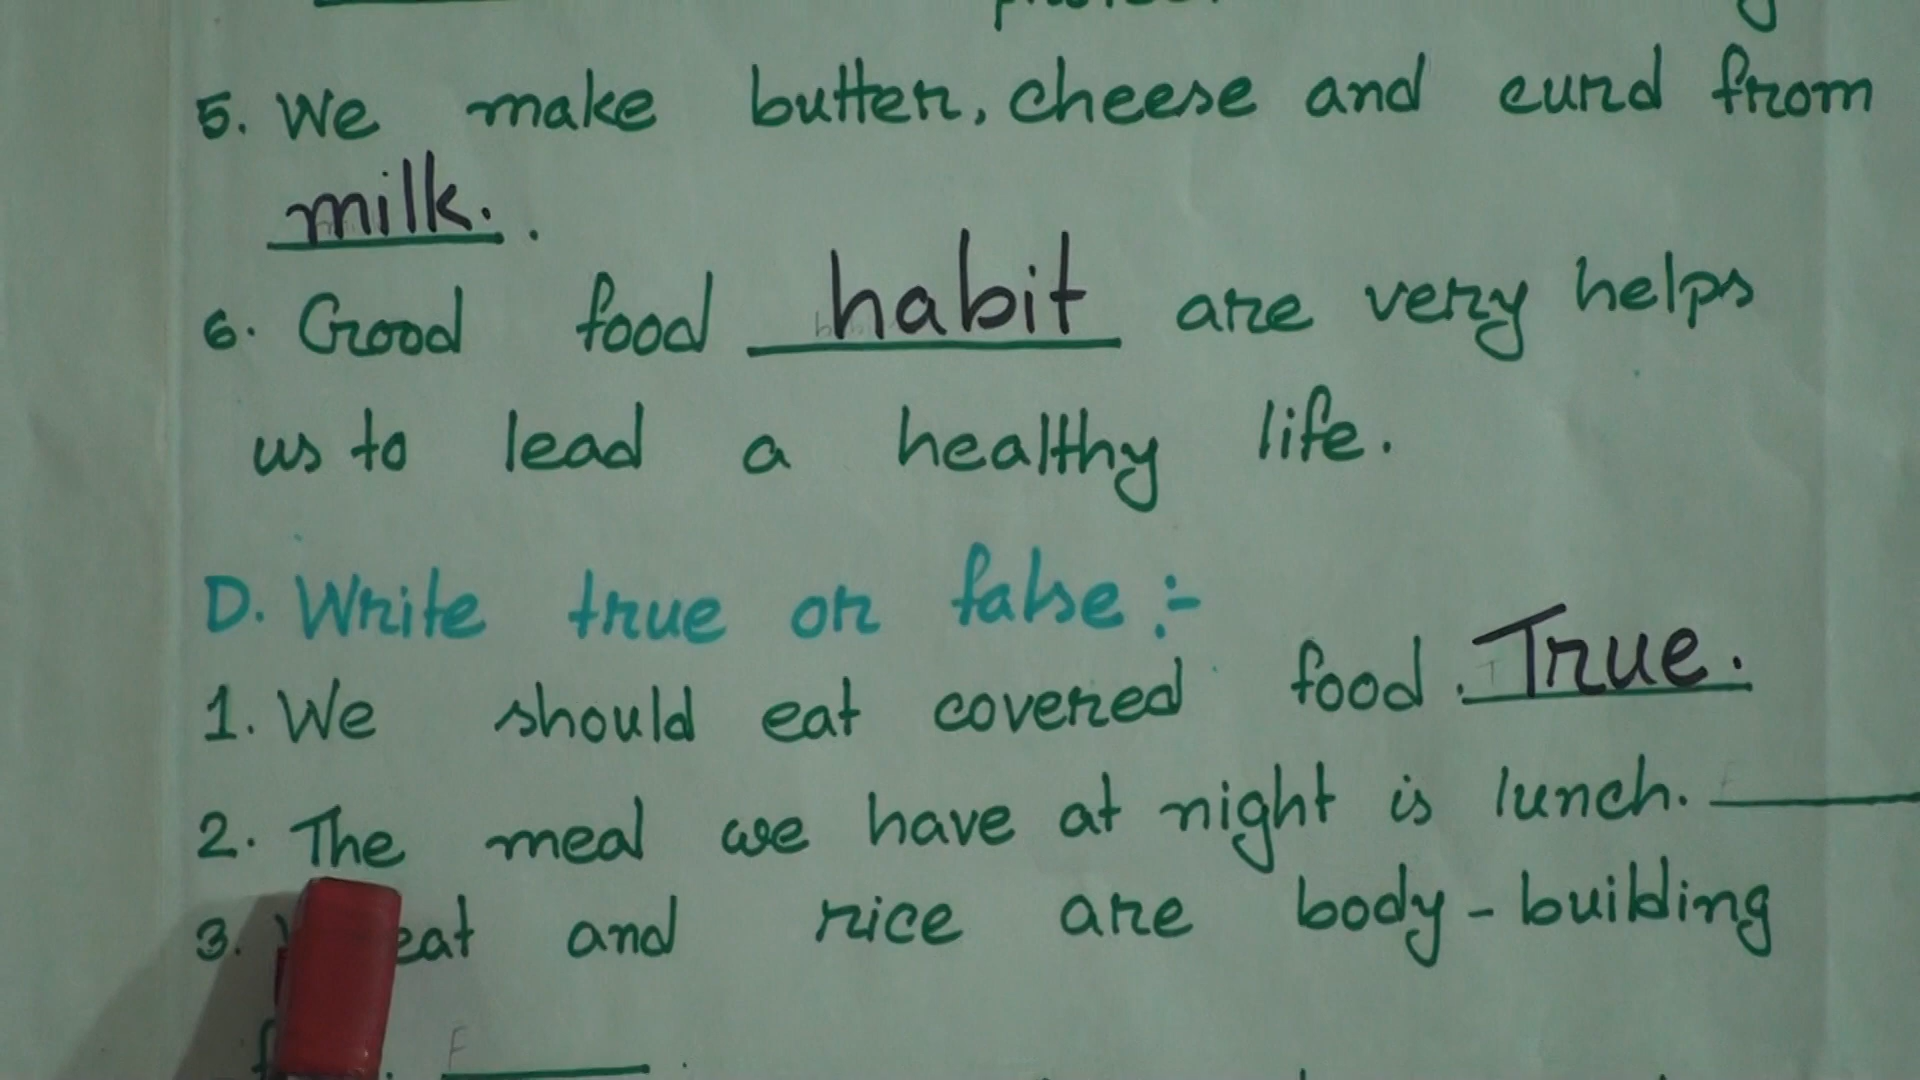 5. We make butter, cheese and curd from
milk. .
6. Good food habit are very helps
us to lead a healthy life.
D. Write true or false :-
1. We should eat covered food. True.
2. The meal we have at night is lunch.
3. and rice are body-building
F